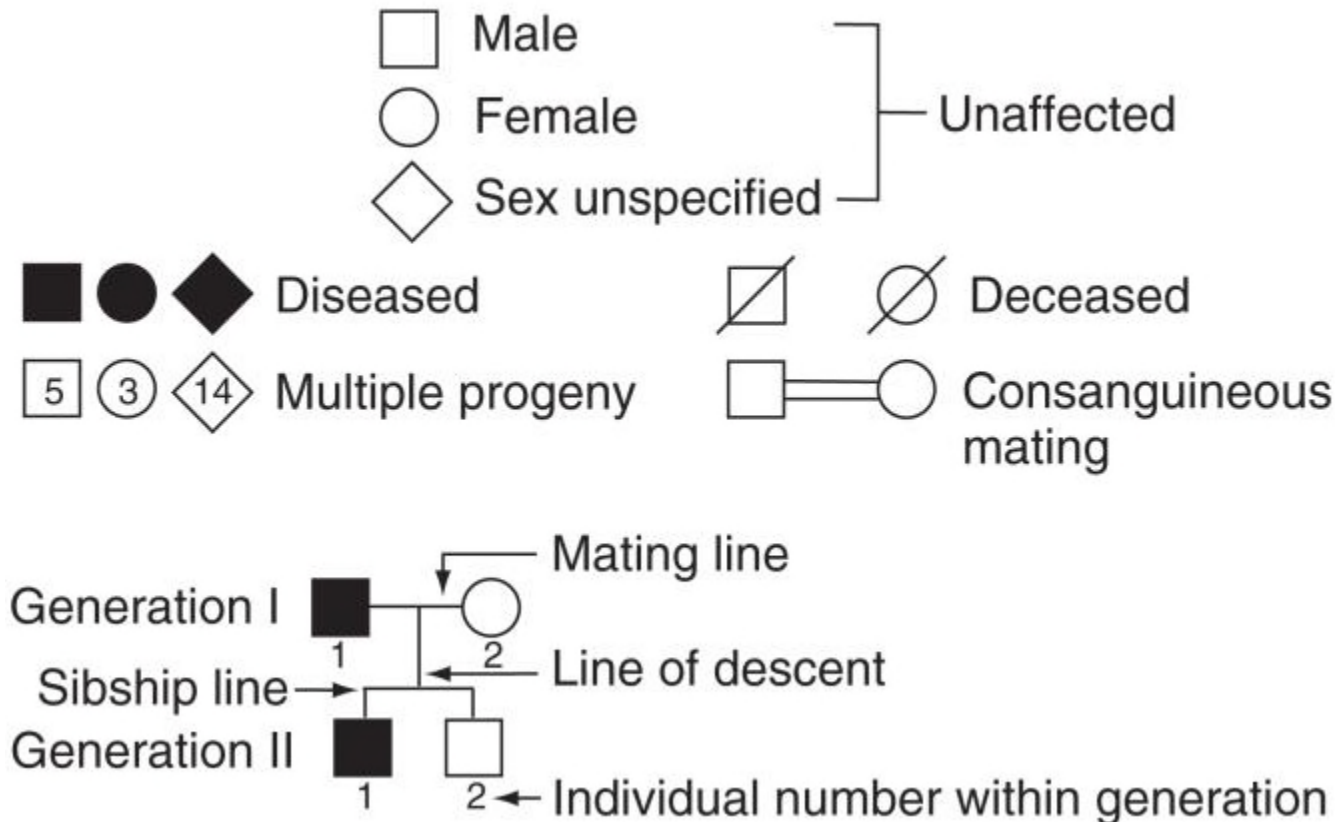 Male
Female
Unaffected
Sex unspecified
Diseased
Deceased
5 3 14 Multiple progeny
Consanguineous
mating
Mating line
Generation I
1 2
Line of descent
Sibship line
Generation II
1 2
Individual number within generation